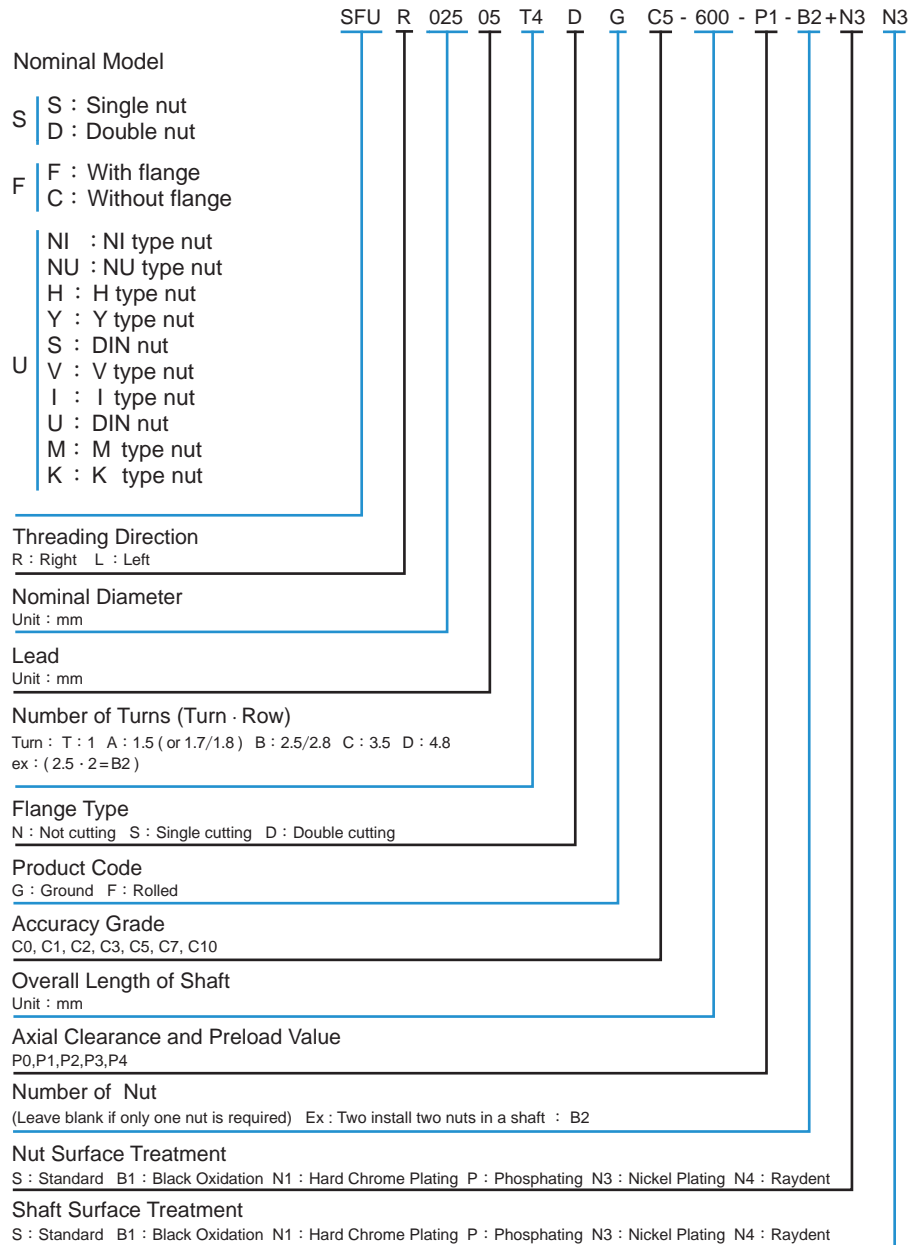 SFU R 025 05 T4 D G C5 - 600 - P1 - B2+N3 N3
Nominal Model
S
S：Single nut
D：Double nut
F
F：With flange
C：Without flange
U
NI ：NI type nut
NU：NU type nut
H：H type nut
Y：Y type nut
S：DIN nut
V：V type nut
I：I type nut
U：DIN nut
M：M type nut
K：K type nut
Threading Direction
R：Right L：Left
Nominal Diameter
Unit：mm
Lead
Unit：mm
Number of Turns (Turn · Row)
Turn：T：1 A：1.5 ( or 1.7/1.8 ) B：2.5/2.8 C：3.5 D：4.8
ex：( 2.5 · 2 = B2 )
Flange Type
N：Not cutting S：Single cutting D：Double cutting
Product Code
G：Ground F：Rolled
Accuracy Grade
C0, C1, C2, C3, C5, C7, C10
Overall Length of Shaft
Unit：mm
Axial Clearance and Preload Value
P0,P1,P2,P3,P4
Number of Nut
(Leave blank if only one nut is required) Ex : Two install two nuts in a shaft ： B2
Nut Surface Treatment
S：Standard B1：Black Oxidation N1：Hard Chrome Plating P：Phosphating N3：Nickel Plating N4：Raydent
Shaft Surface Treatment
S：Standard B1：Black Oxidation N1：Hard Chrome Plating P：Phosphating N3：Nickel Plating N4：Raydent